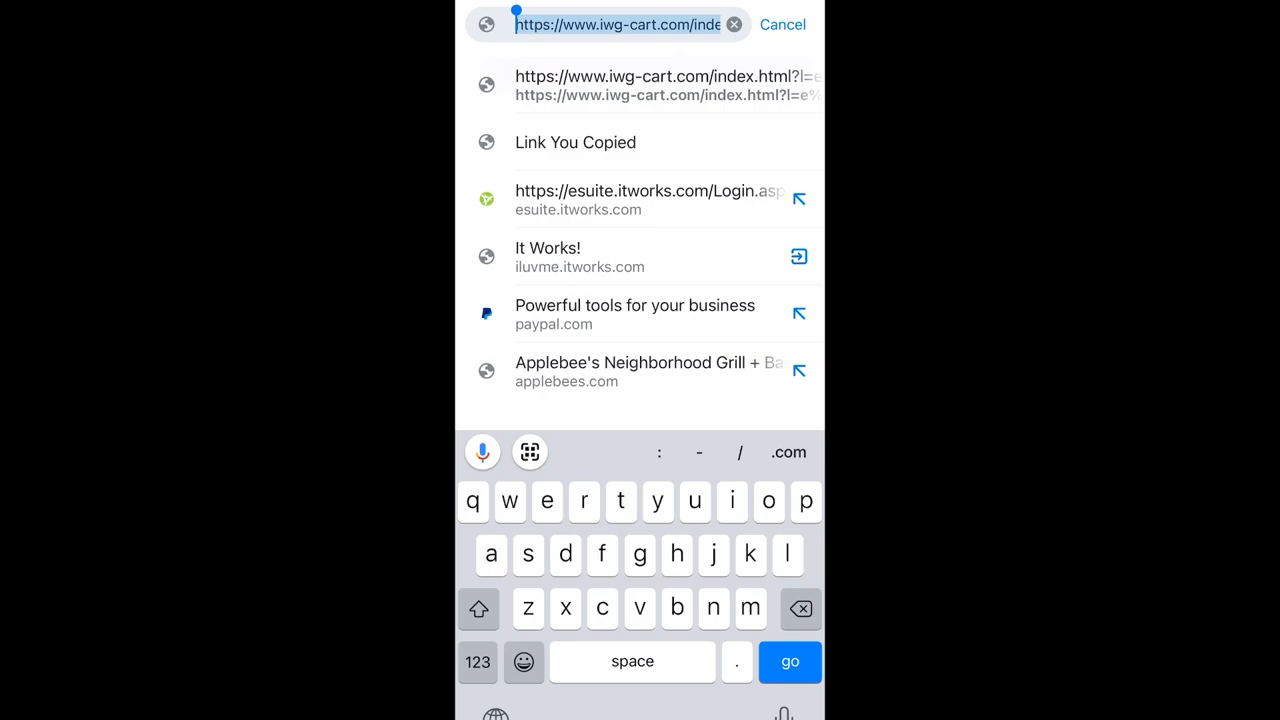 https://www.iwg-cart.com/inde
Cancel
https://www.iwg-cart.com/index.html?l=e
https://www.iwg-cart.com/index.html?l=e%
Link You Copied
https://esuite.itworks.com/Login.asp
esuite.itworks.com
It Works!
iluvme.itworks.com
Powerful tools for your business
paypal.com
Applebee's Neighborhood Grill + Ba
applebees.com
: - / .com
q w e r t y u i o p
a s d f g h j k l
z x c v b n m
123 space . go